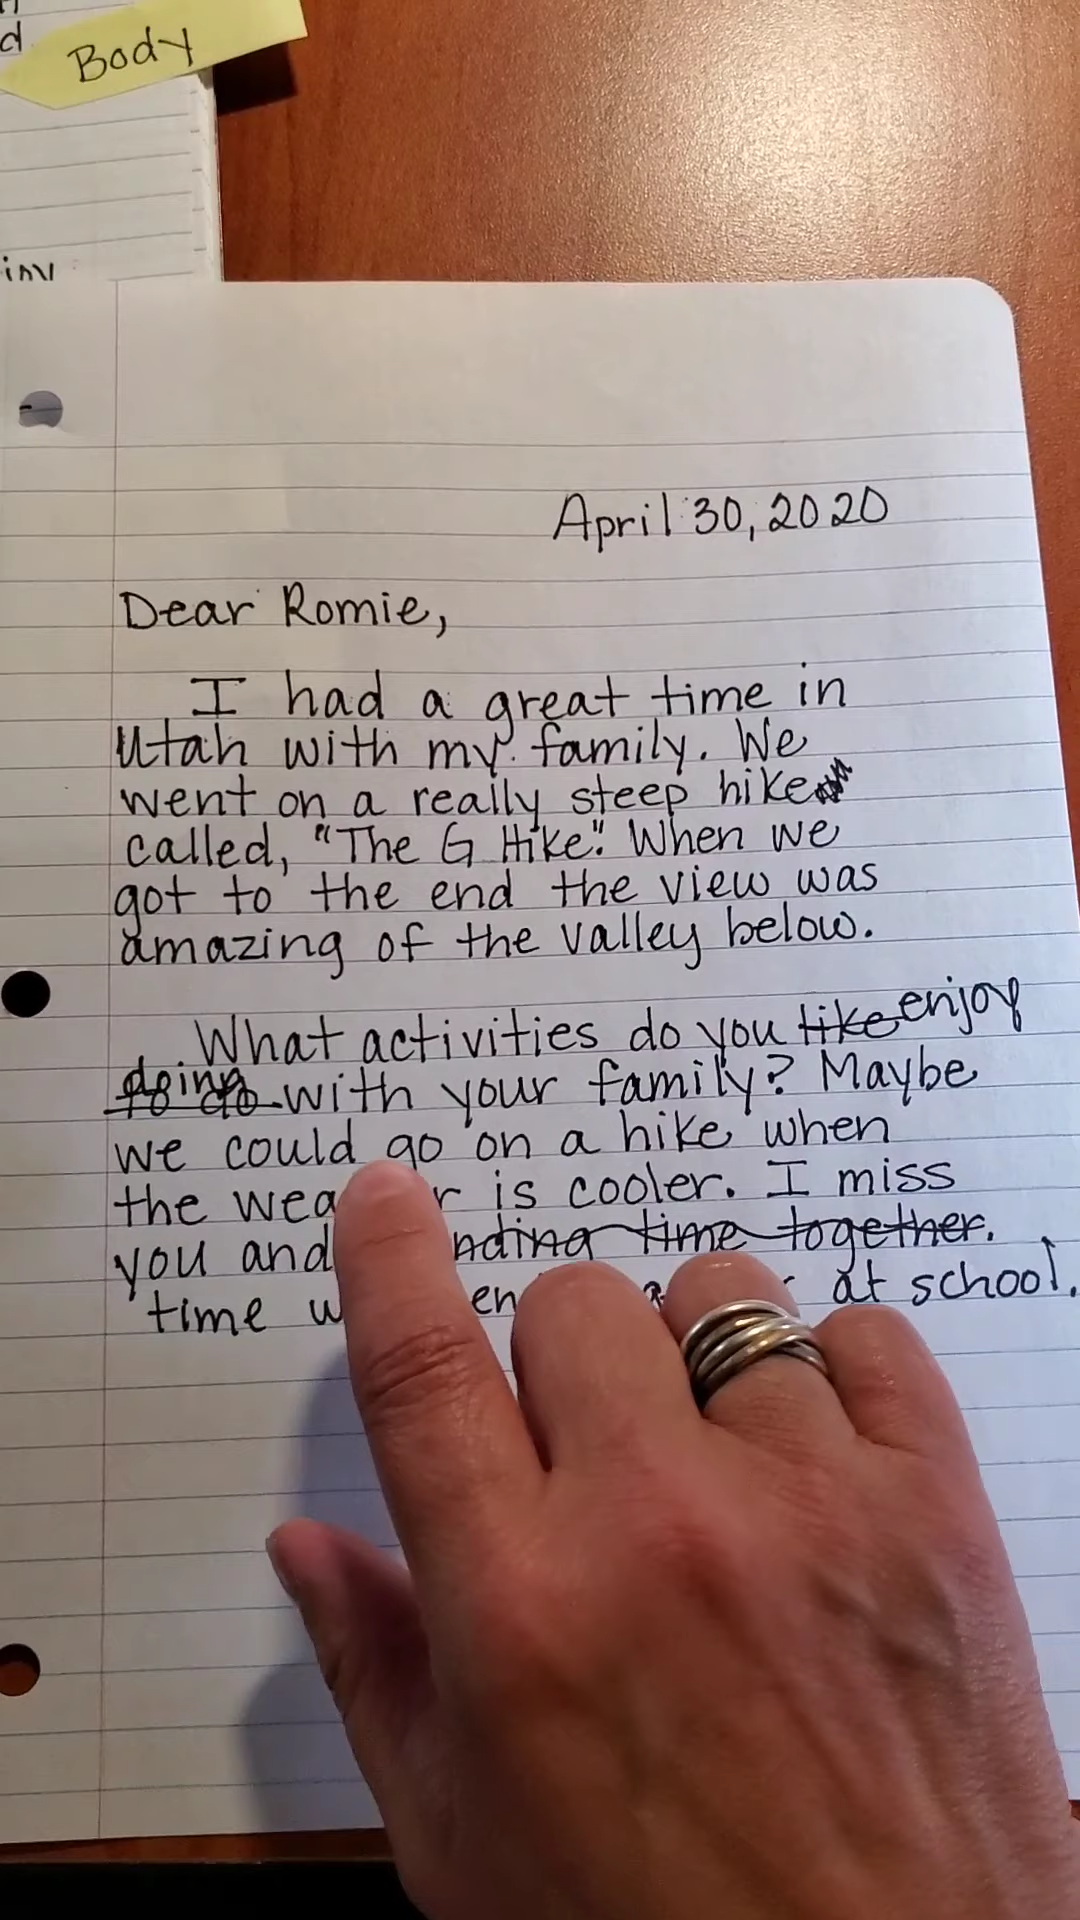 Body
April 30, 2020
Dear Romie,
I had a great time in
Utah with my family. We
went on a really steep hike
called, "The G Hike." When we
got to the end the view was
amazing of the valley below.
What activities do you like enjoy
doing
to do with your family? Maybe
we could go on a hike when
the is cooler. I miss
you and time together.
time at school.